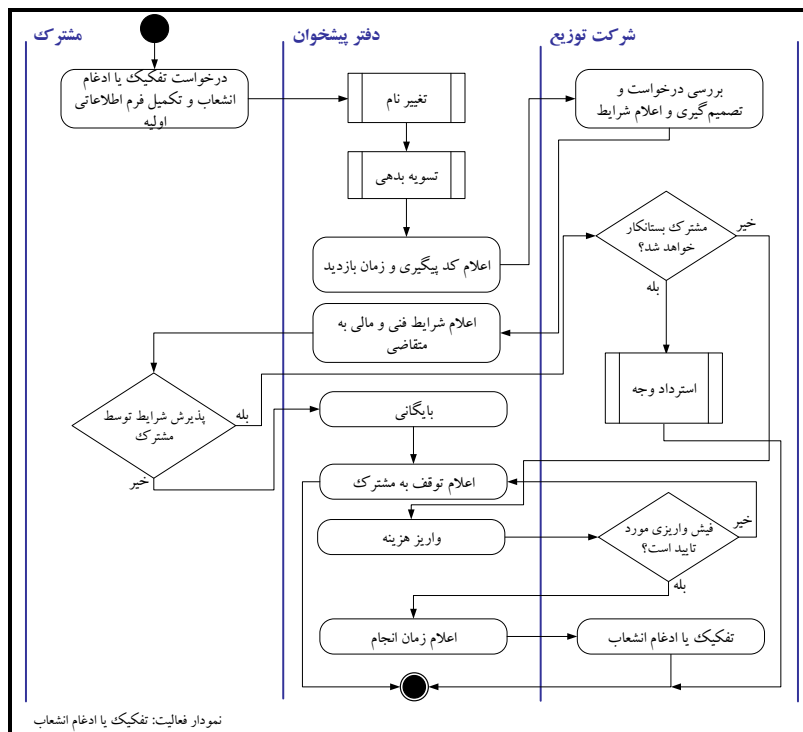 مشترك
دفتر پیشخوان
شرکت توزیع
درخواست تفکیک یا ادغام
انشعاب و تکمیل فرم اطلاعاتی
اولیه
تغییر نام
بررسی درخواست و
تصمیم‌گیری و اعلام شرایط
تسویه بدهی
مشترک بستانکار
خواهد شد؟
خیر
بله
اعلام کد پیگیری و زمان بازدید
اعلام شرایط فنی و مالی به
متقاضی
استرداد وجه
پذیرش شرایط توسط
مشترك
بله
خیر
بایگانی
اعلام توقف به مشترک
واریز هزینه
فیش واریزی مورد
تایید است؟
خیر
بله
اعلام زمان انجام
تفکیک یا ادغام انشعاب
نمودار فعالیت: تفکیک یا ادغام انشعاب